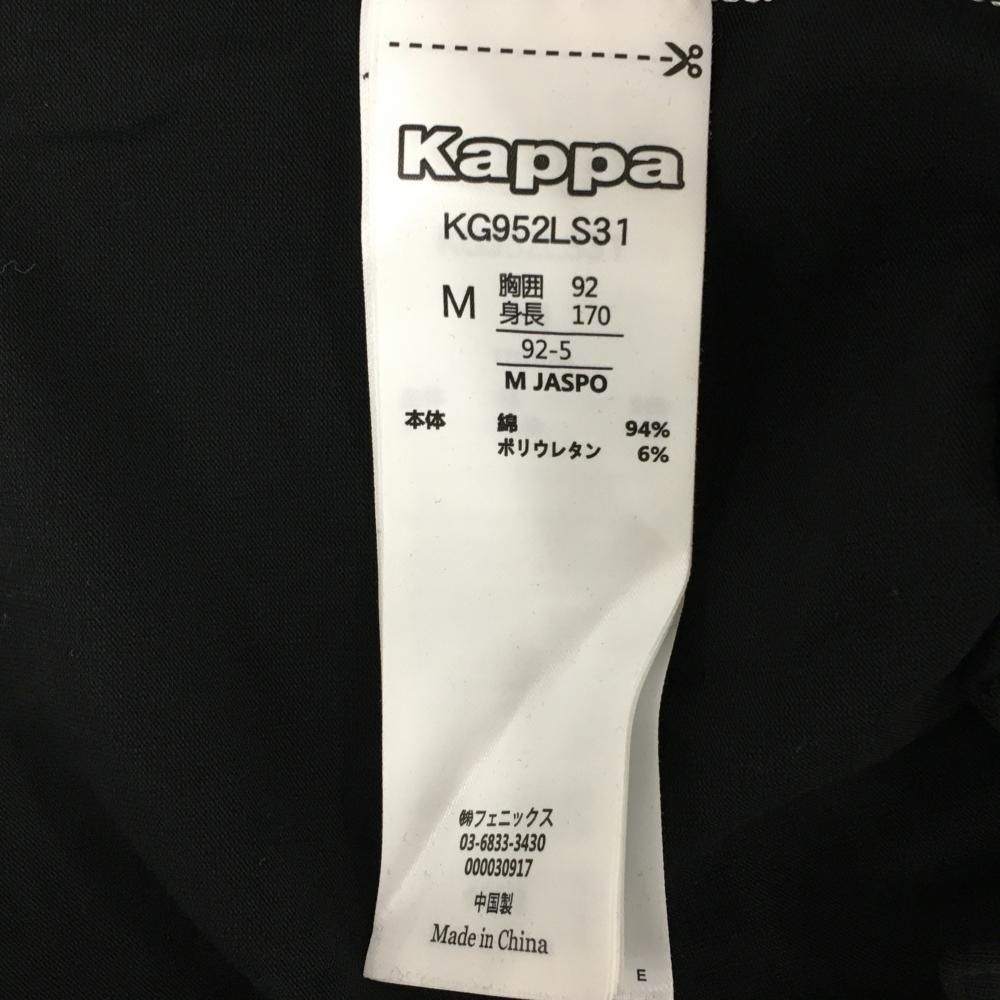 Kappa
KG952LS31
M
胸囲 92
身長 170
92-5
M JASPO
本体 綿 94%
ポリウレタン 6%
㈱フェニックス
03-6833-3430
000030917
中国製
Made in China
E